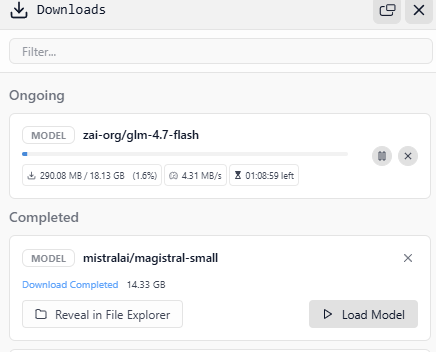 Downloads
Filter...
Ongoing
MODEL zai-org/glm-4.7-flash
290.08 MB / 18.13 GB (1.6%) 4.31 MB/s 01:08:59 left
Completed
MODEL mistralai/magistral-small
Download Completed 14.33 GB
Reveal in File Explorer Load Model